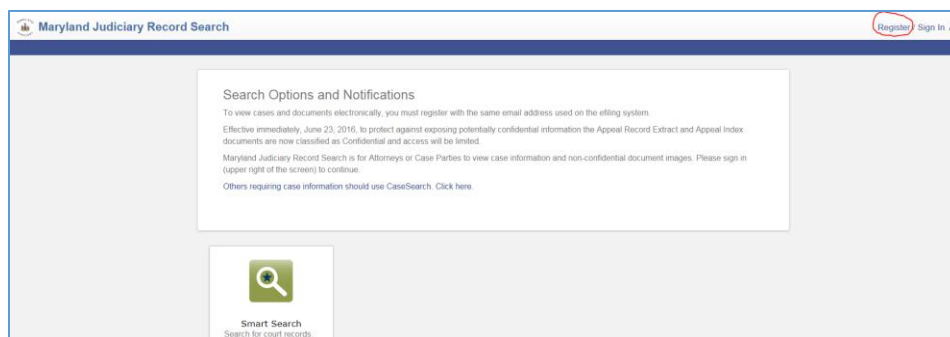 Maryland Judiciary Record Search
Register / Sign In
Search Options and Notifications
To view cases and documents electronically, you must register with the same email address used on the efiling system.
Effective immediately, June 23, 2016, to protect against exposing potentially confidential information the Appeal Record Extract and Appeal Index
documents are now classified as Confidential and access will be limited.
Maryland Judiciary Record Search is for Attorneys or Case Parties to view case information and non-confidential document images. Please sign in
(upper right of the screen) to continue.
Others requiring case information should use CaseSearch. Click here.
Smart Search
Search for court records.